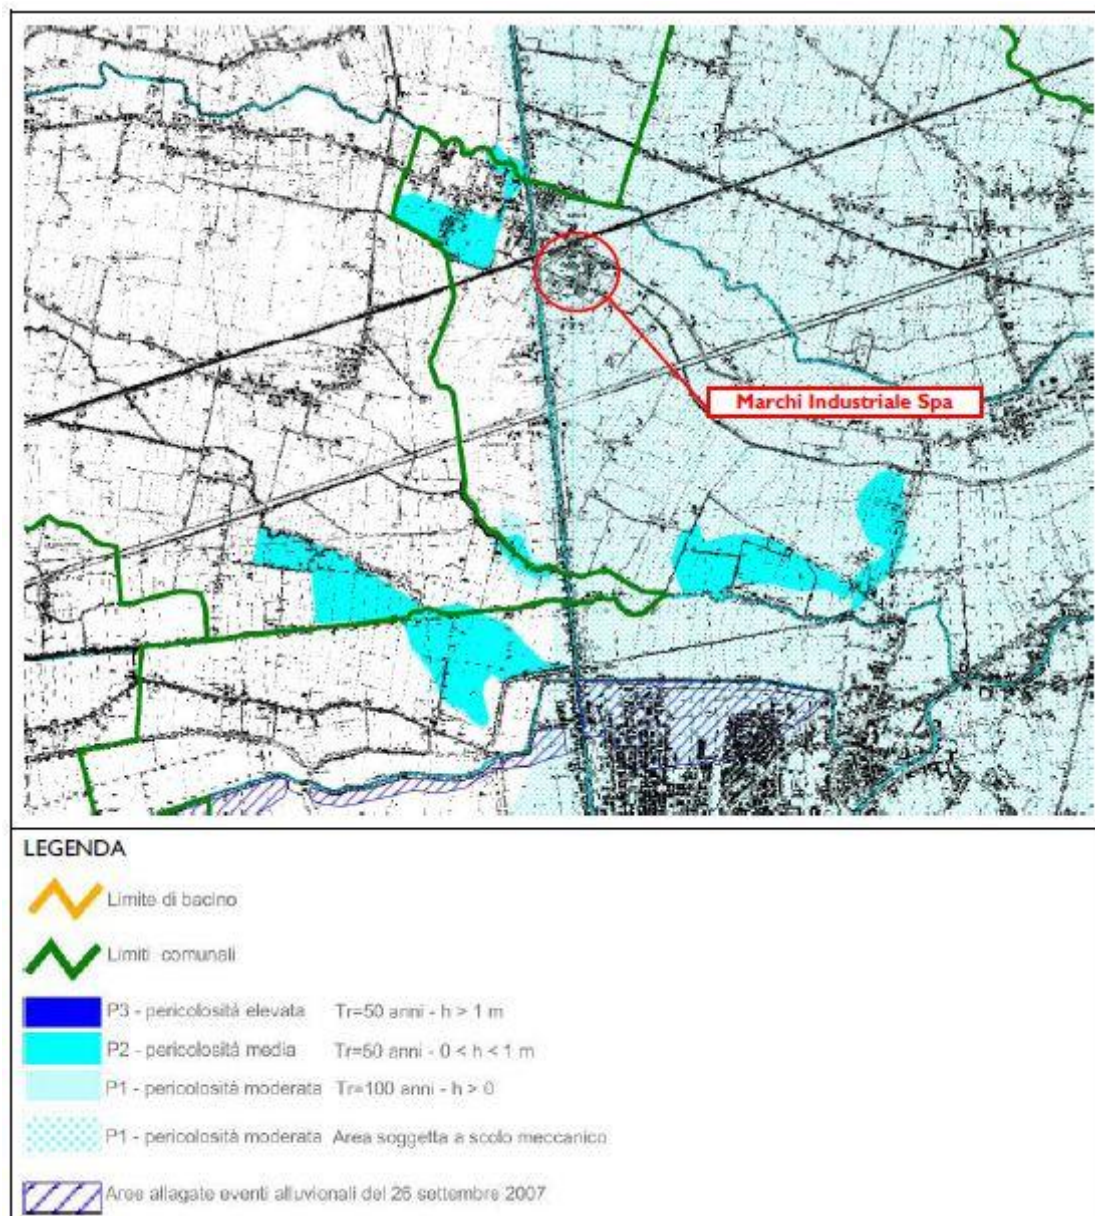 Marchi Industriale Spa
LEGENDA
Limite di bacino
Limiti comunali
P3 - pericolosità elevata Tr=50 anni - h > 1 m
P2 - pericolosità media Tr=50 anni - 0 < h < 1 m
P1 - pericolosità moderata Tr=100 anni - h > 0
P1 - pericolosità moderata Area soggetta a scolo meccanico
Aree allagate eventi alluvionali del 26 settembre 2007